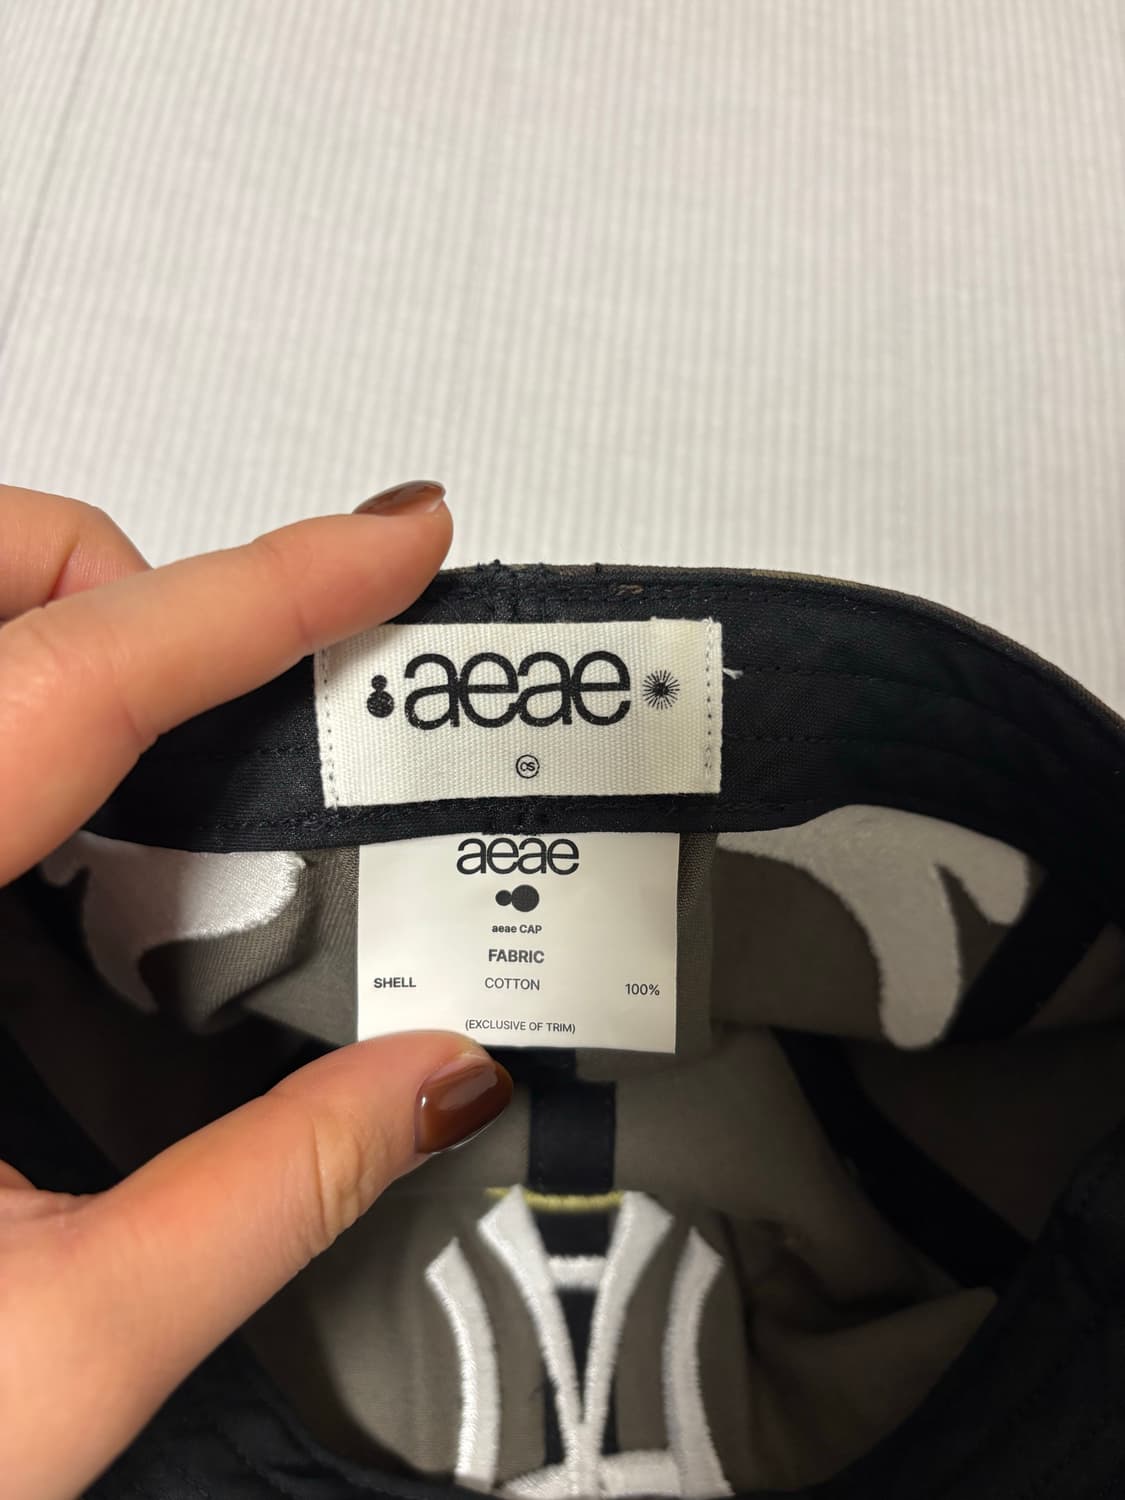 aeae
OS
aeae
aeae CAP
FABRIC
SHELL COTTON 100%
(EXCLUSIVE OF TRIM)